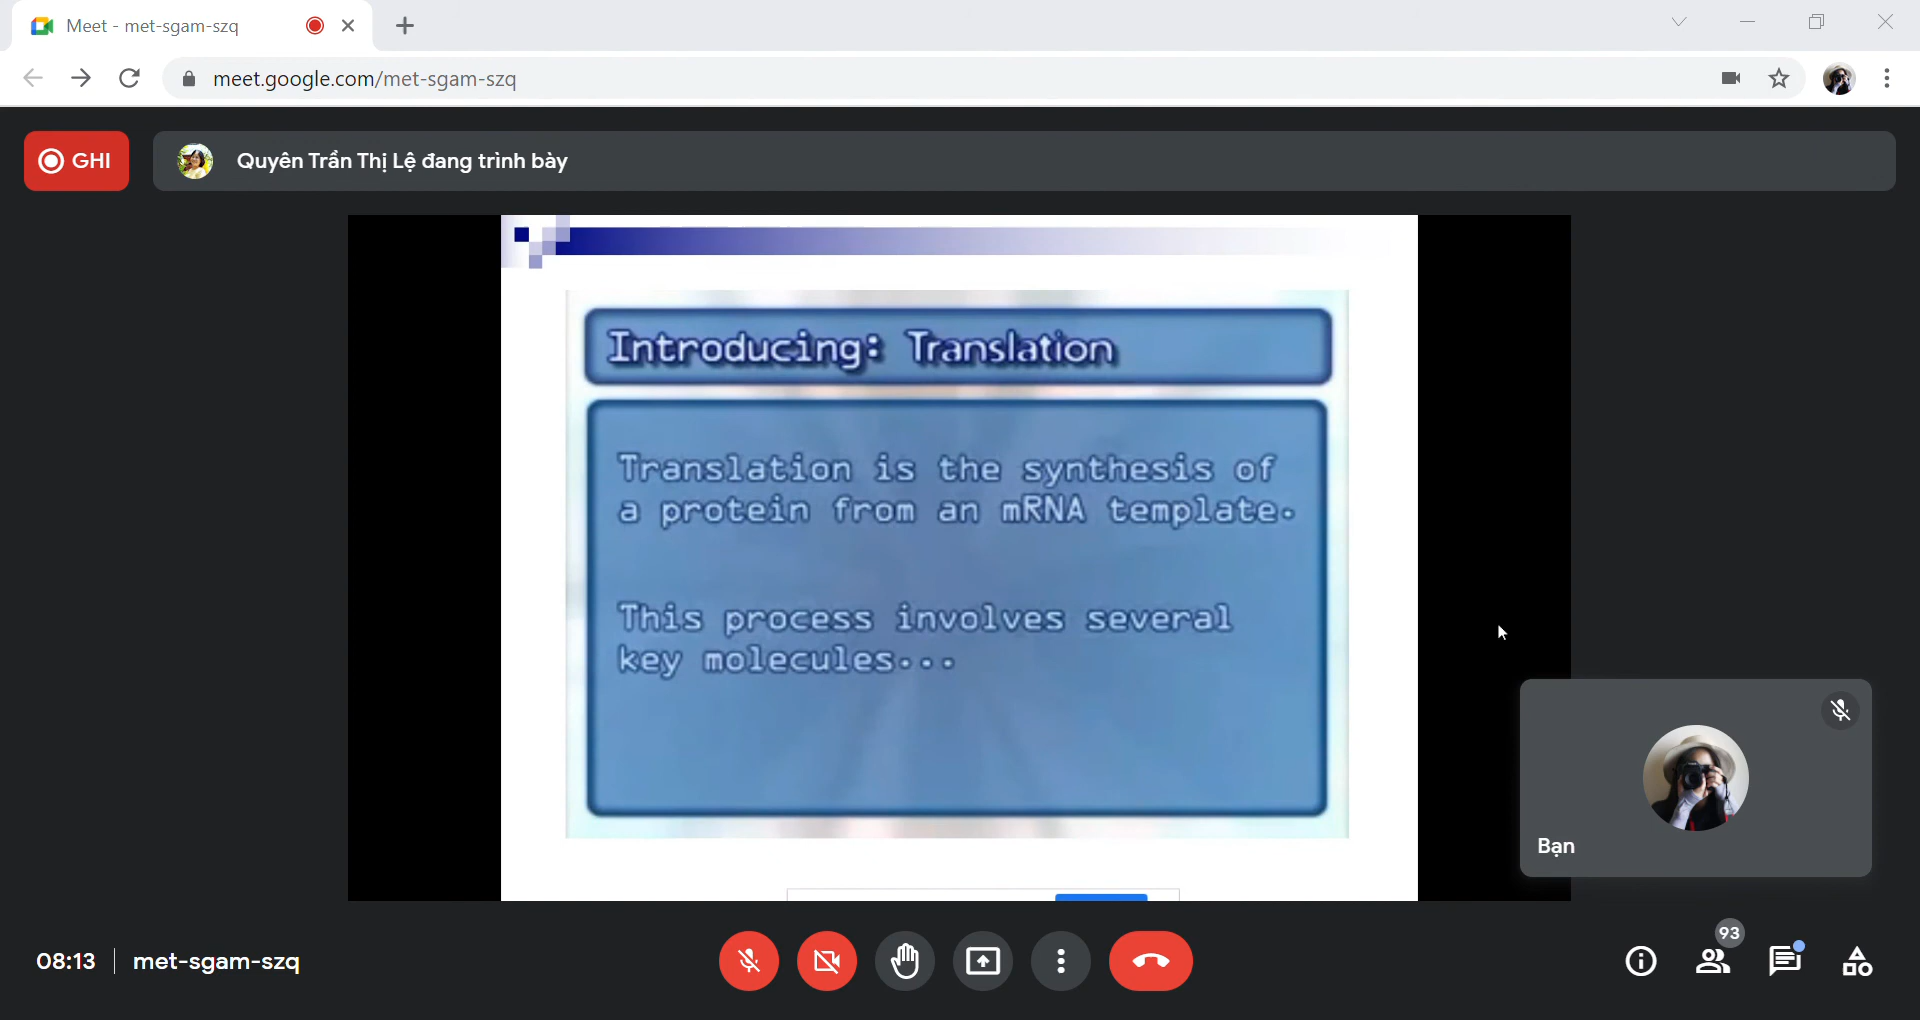 Meet - met-sgam-szq
meet.google.com/met-sgam-szq
GHI
Quyên Trần Thị Lệ đang trình bày
Introducing: Translation
Translation is the synthesis of
a protein from an mRNA template.
This process involves several
key molecules...
Bạn
08:13
met-sgam-szq
93